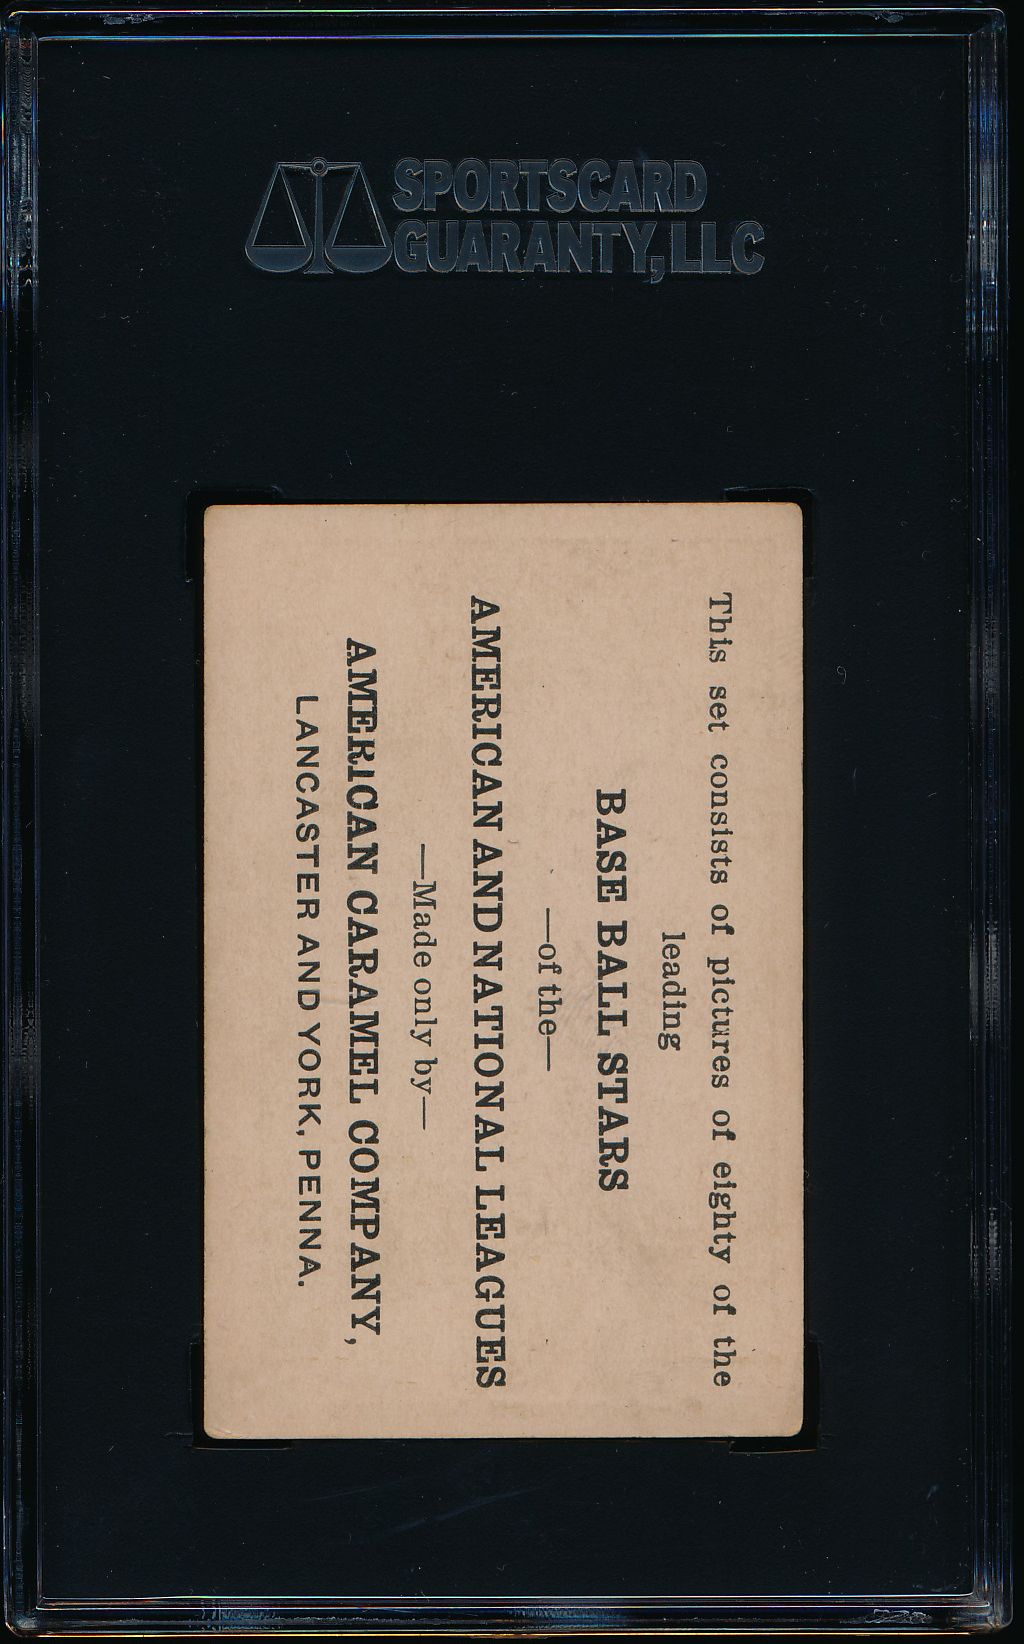 SPORTSCARD
GUARANTY, LLC
This set consists of pictures of eighty of the
leading
BASE BALL STARS
—of the—
AMERICAN AND NATIONAL LEAGUES
—Made only by—
AMERICAN CARAMEL COMPANY,
LANCASTER AND YORK, PENNA.